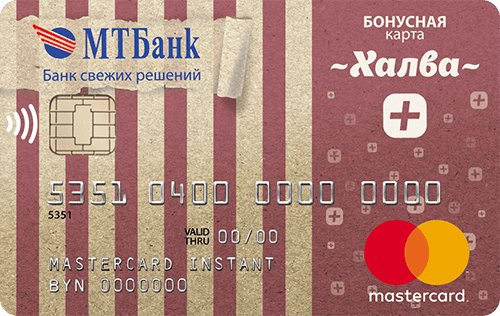 МТБанк
Банк свежих решений
БОНУСНАЯ
карта
~Халва~
5351 0400 0000 0000
5351
VALID
THRU 00/00
MASTERCARD INSTANT
BYN 0000000
mastercard.